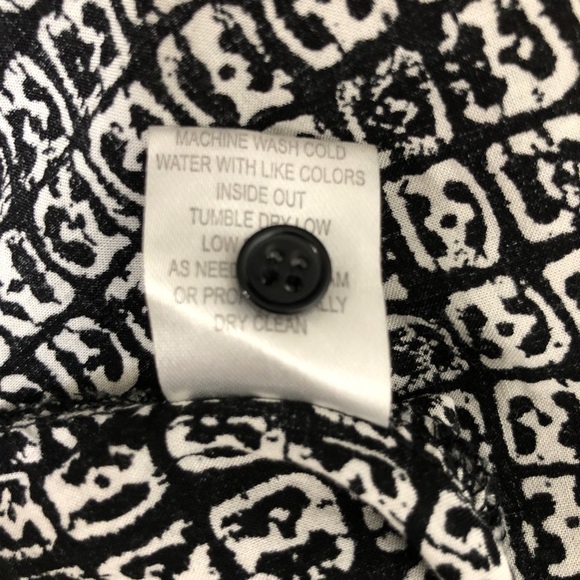 MACHINE WASH COLD
WATER WITH LIKE COLORS
INSIDE OUT
TUMBLE DRY LOW
LOW
AS
OR
DRY CLEAN